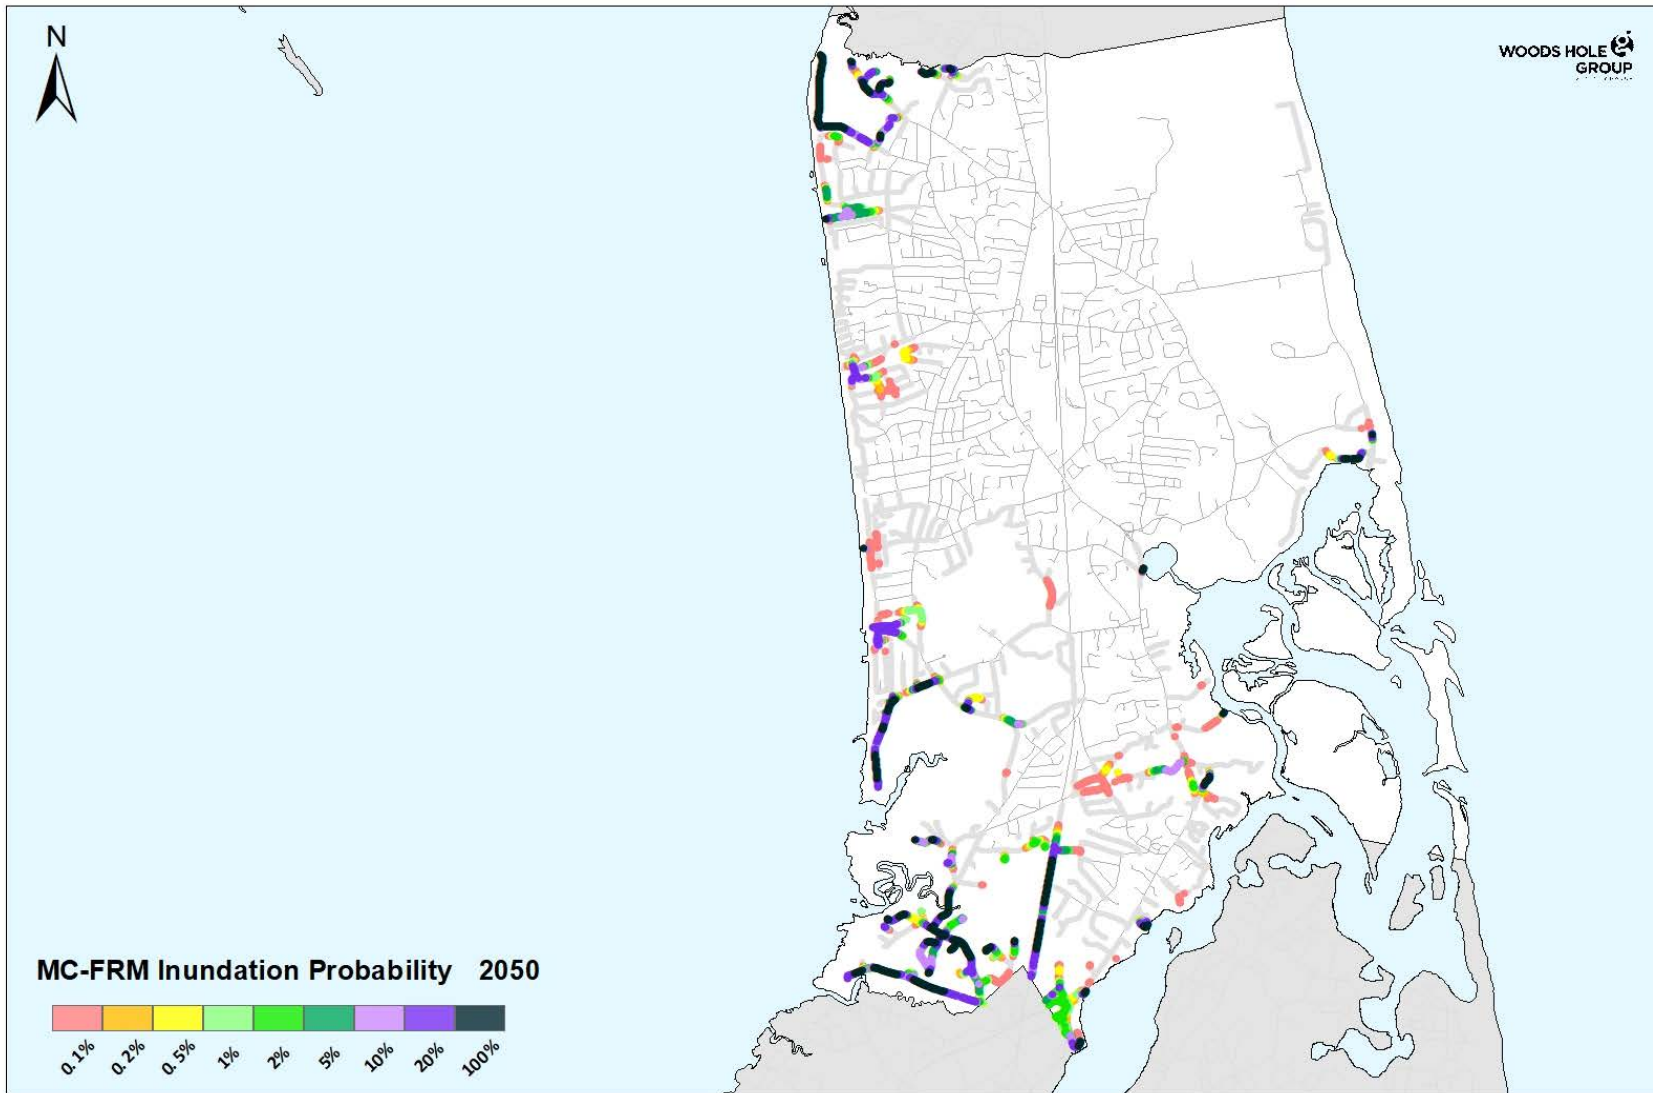 N
WOODS HOLE
GROUP
MC-FRM Inundation Probability 2050
0.1% 0.2% 0.5% 1% 2% 5% 10% 20% 100%